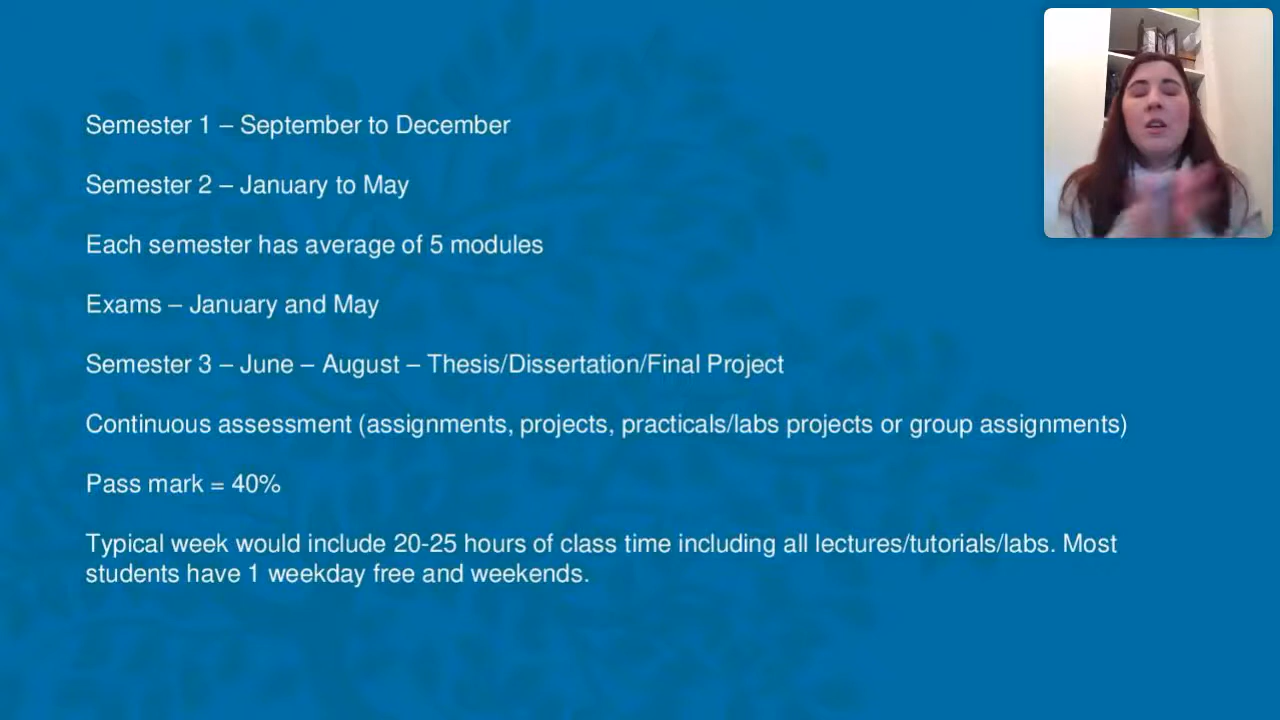 Semester 1 – September to December
Semester 2 – January to May
Each semester has average of 5 modules
Exams – January and May
Semester 3 – June – August – Thesis/Dissertation/Final Project
Continuous assessment (assignments, projects, practicals/labs projects or group assignments)
Pass mark = 40%
Typical week would include 20-25 hours of class time including all lectures/tutorials/labs. Most
students have 1 weekday free and weekends.